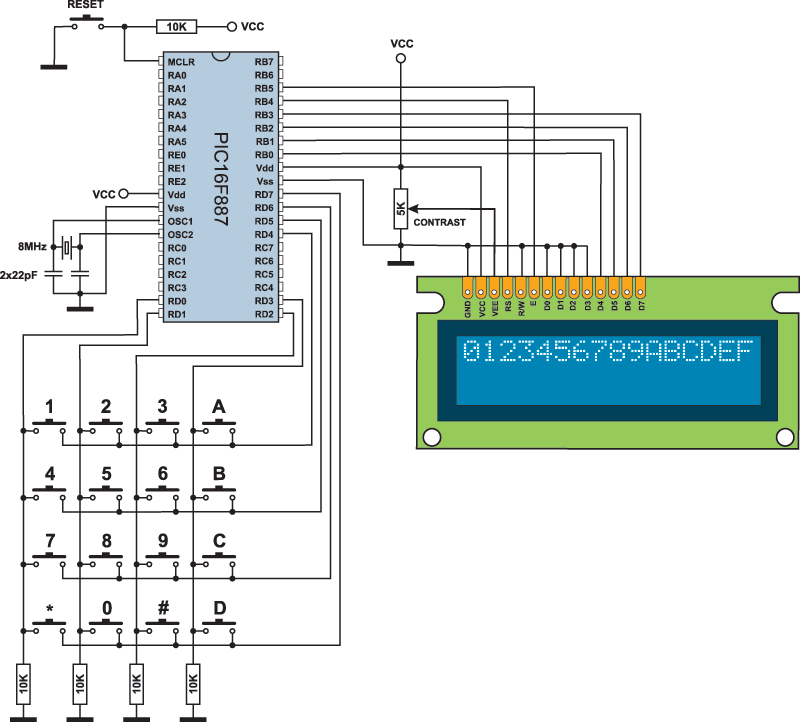 RESET
10K
VCC
VCC
MCLR RB7
RA0 RB6
RA1 RB5
RA2 RB4
RA3 RB3
RA4 RB2
RA5 RB1
RE0 RB0
RE1 Vdd
RE2 Vss
Vdd RD7
Vss RD6
OSC1 RD5
OSC2 RD4
RC0 RC7
RC1 RC6
RC2 RC5
RC3 RC4
RD0 RD3
RD1 RD2
PIC16F887
VCC
8MHz
2x22pF
5K
CONTRAST
GND VCC VEE RS R/W E D0 D1 D2 D3 D4 D5 D6 D7
0123456789ABCDEF
1 2 3 A
4 5 6 B
7 8 9 C
* 0 # D
10K 10K 10K 10K